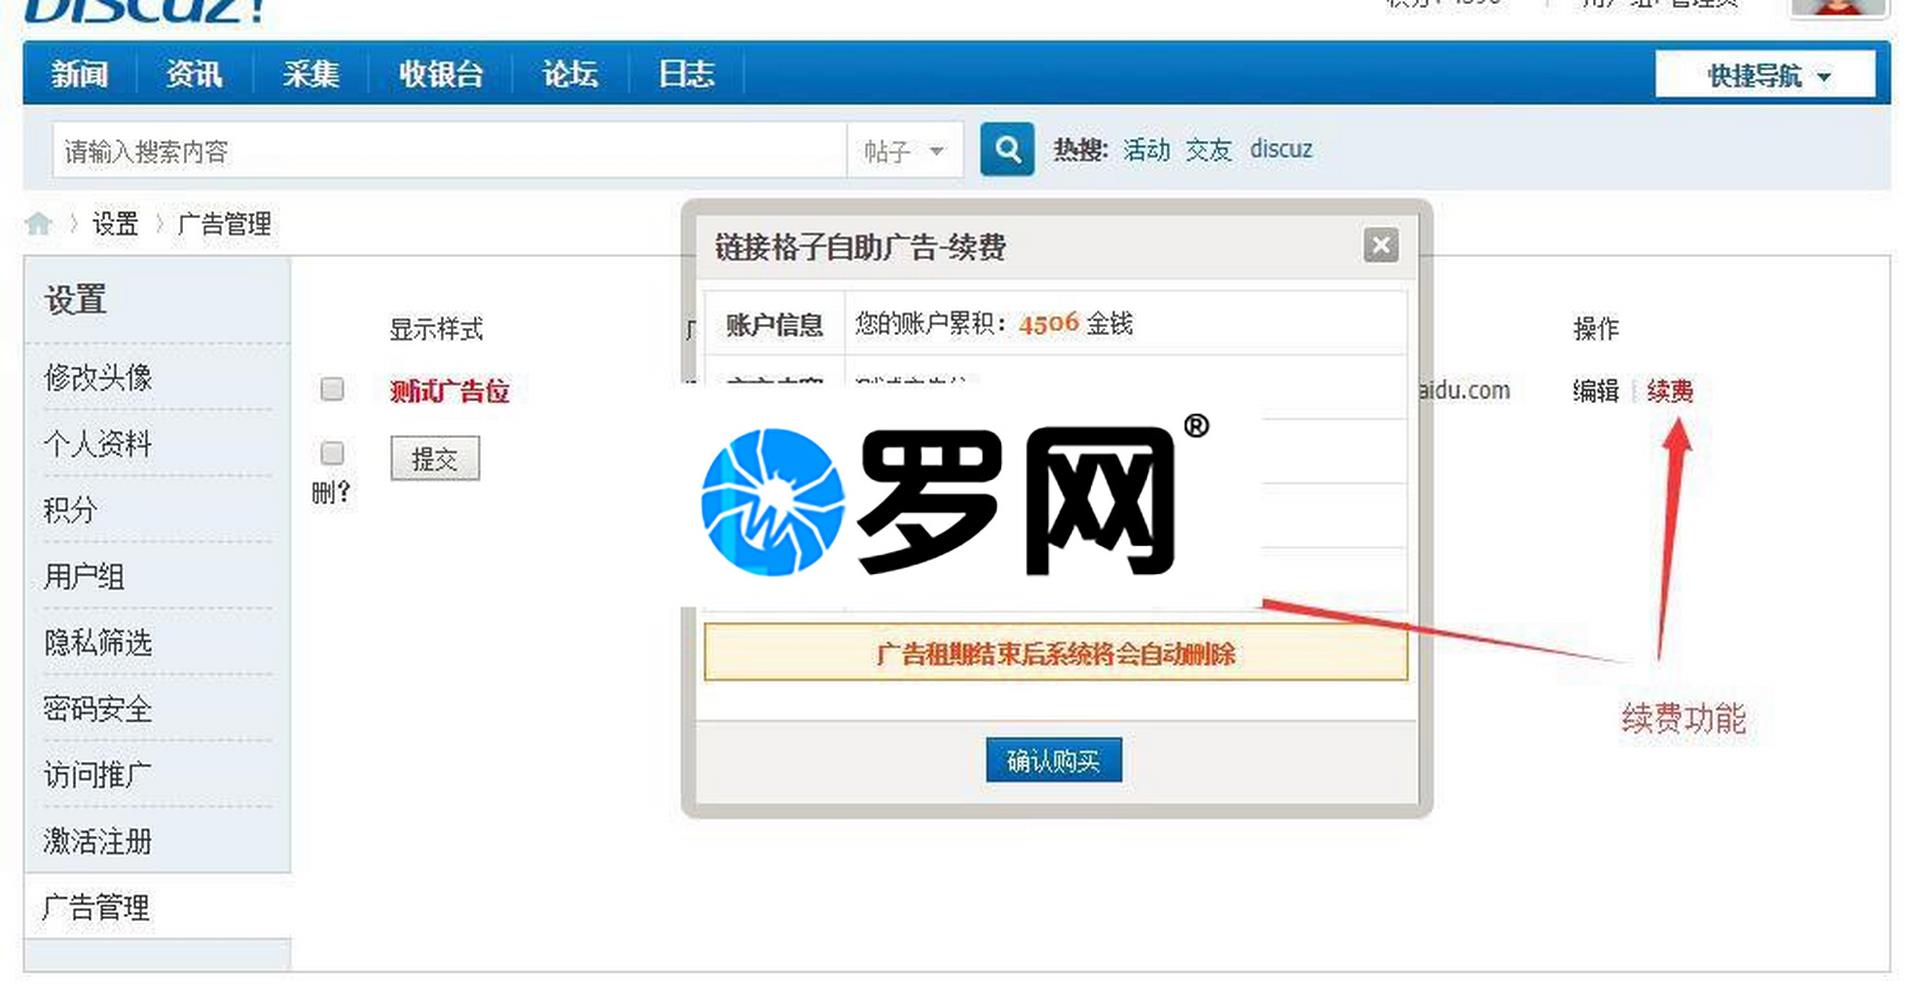 Discuz!
新闻 资讯 采集 收银台 论坛 日志 快捷导航
请输入搜索内容 帖子 热搜: 活动 交友 discuz
设置 广告管理
设置
修改头像
个人资料
积分
用户组
隐私筛选
密码安全
访问推广
激活注册
广告管理
显示样式 操作
测试广告位 aidu.com 编辑 续费
提交
删?
链接格子自助广告-续费
账户信息 您的账户累积: 4506 金钱
罗网®
广告租期结束后系统将会自动删除
确认购买
续费功能